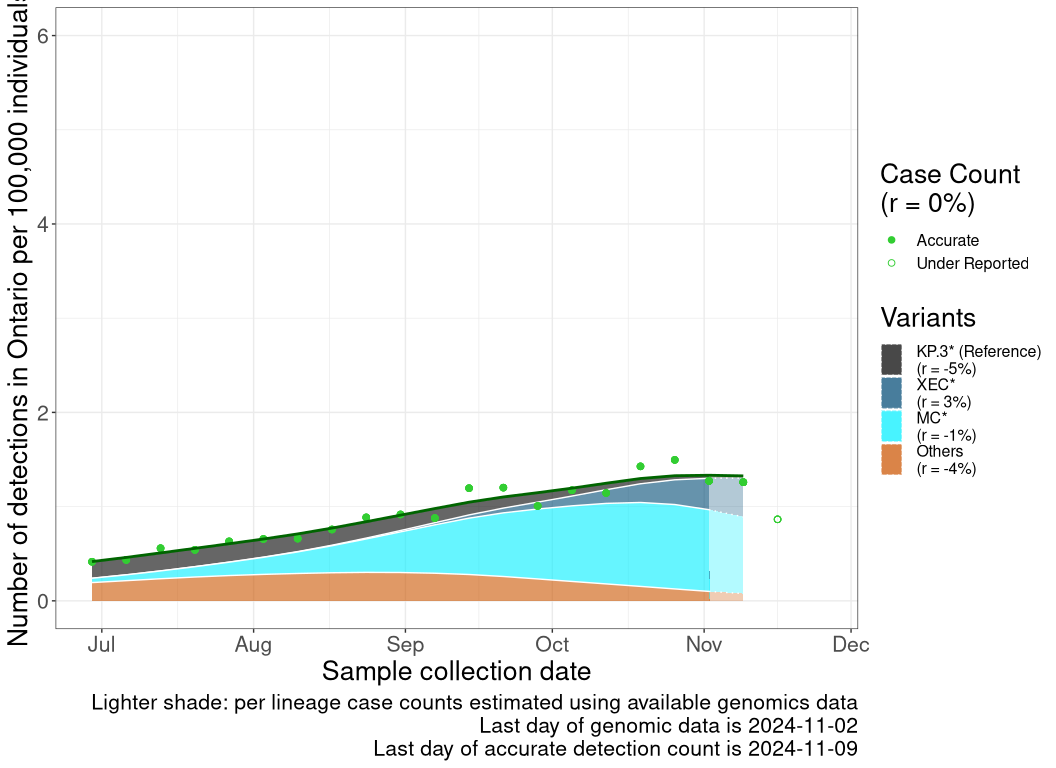 Number of detections in Ontario per 100,000 individuals
6
4
2
0
Jul Aug Sep Oct Nov Dec
Sample collection date
Lighter shade: per lineage case counts estimated using available genomics data
Last day of genomic data is 2024-11-02
Last day of accurate detection count is 2024-11-09
Case Count
(r = 0%)
Accurate
Under Reported
Variants
KP.3* (Reference)
(r = -5%)
XEC*
(r = 3%)
MC*
(r = -1%)
Others
(r = -4%)